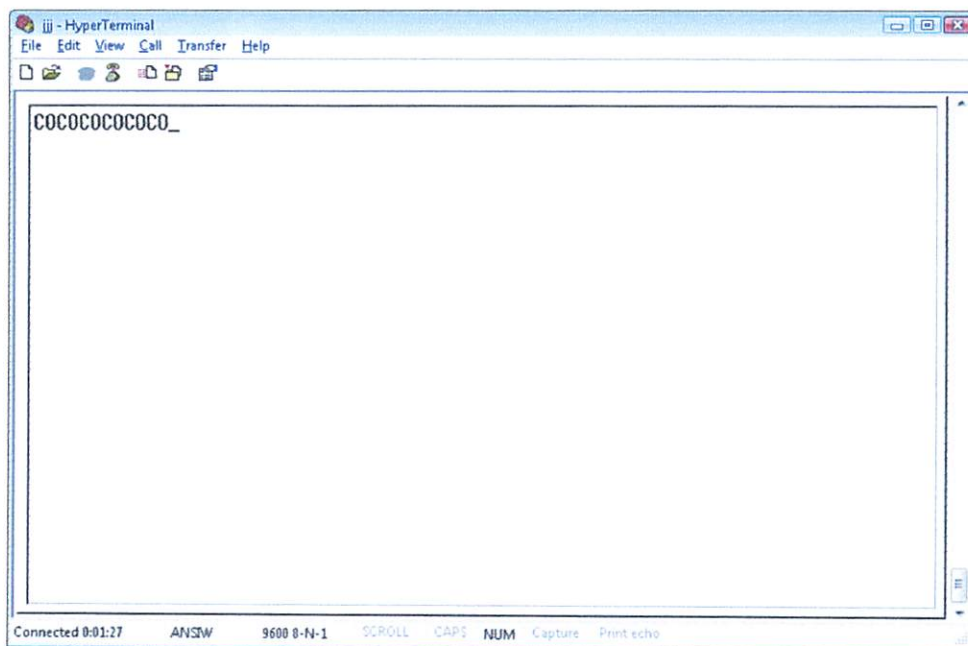 jjj - HyperTerminal
File Edit View Call Transfer Help
COCOCOCOCOCO_
Connected 0:01:27 ANSIW 9600 8-N-1 SCROLL CAPS NUM Capture Print echo